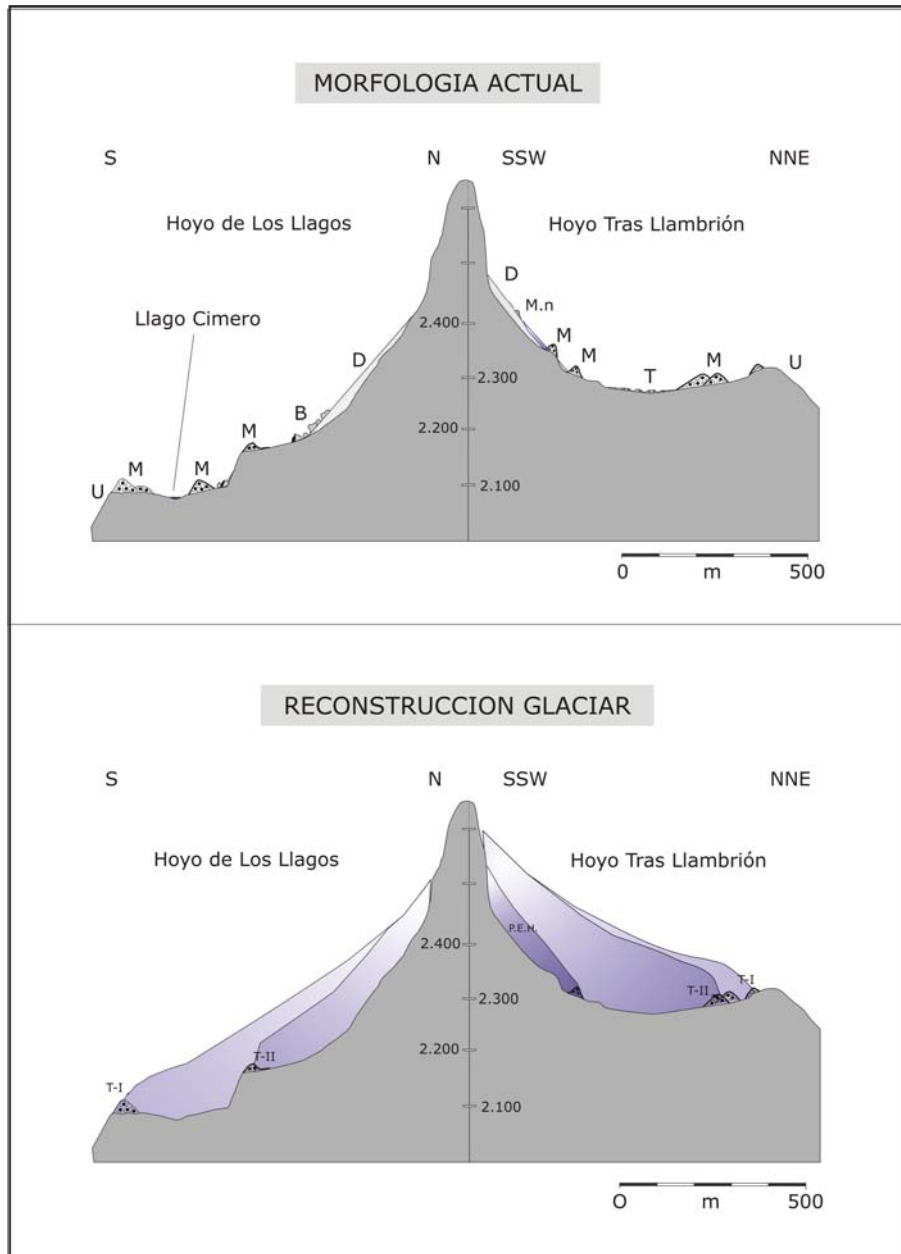 MORFOLOGIA ACTUAL
S N SSW NNE
Hoyo de Los Llagos Hoyo Tras Llambrión
D
M.n
Llago Cimero
2.400
M
D M
M
2.300 T U
B
M 2.200
M M
U 2.100
0 m 500
RECONSTRUCCION GLACIAR
S N SSW NNE
Hoyo de Los Llagos Hoyo Tras Llambrión
P.E.H.
2.400
T-I
T-II
2.300
2.200
T-II
T-I
2.100
O m 500